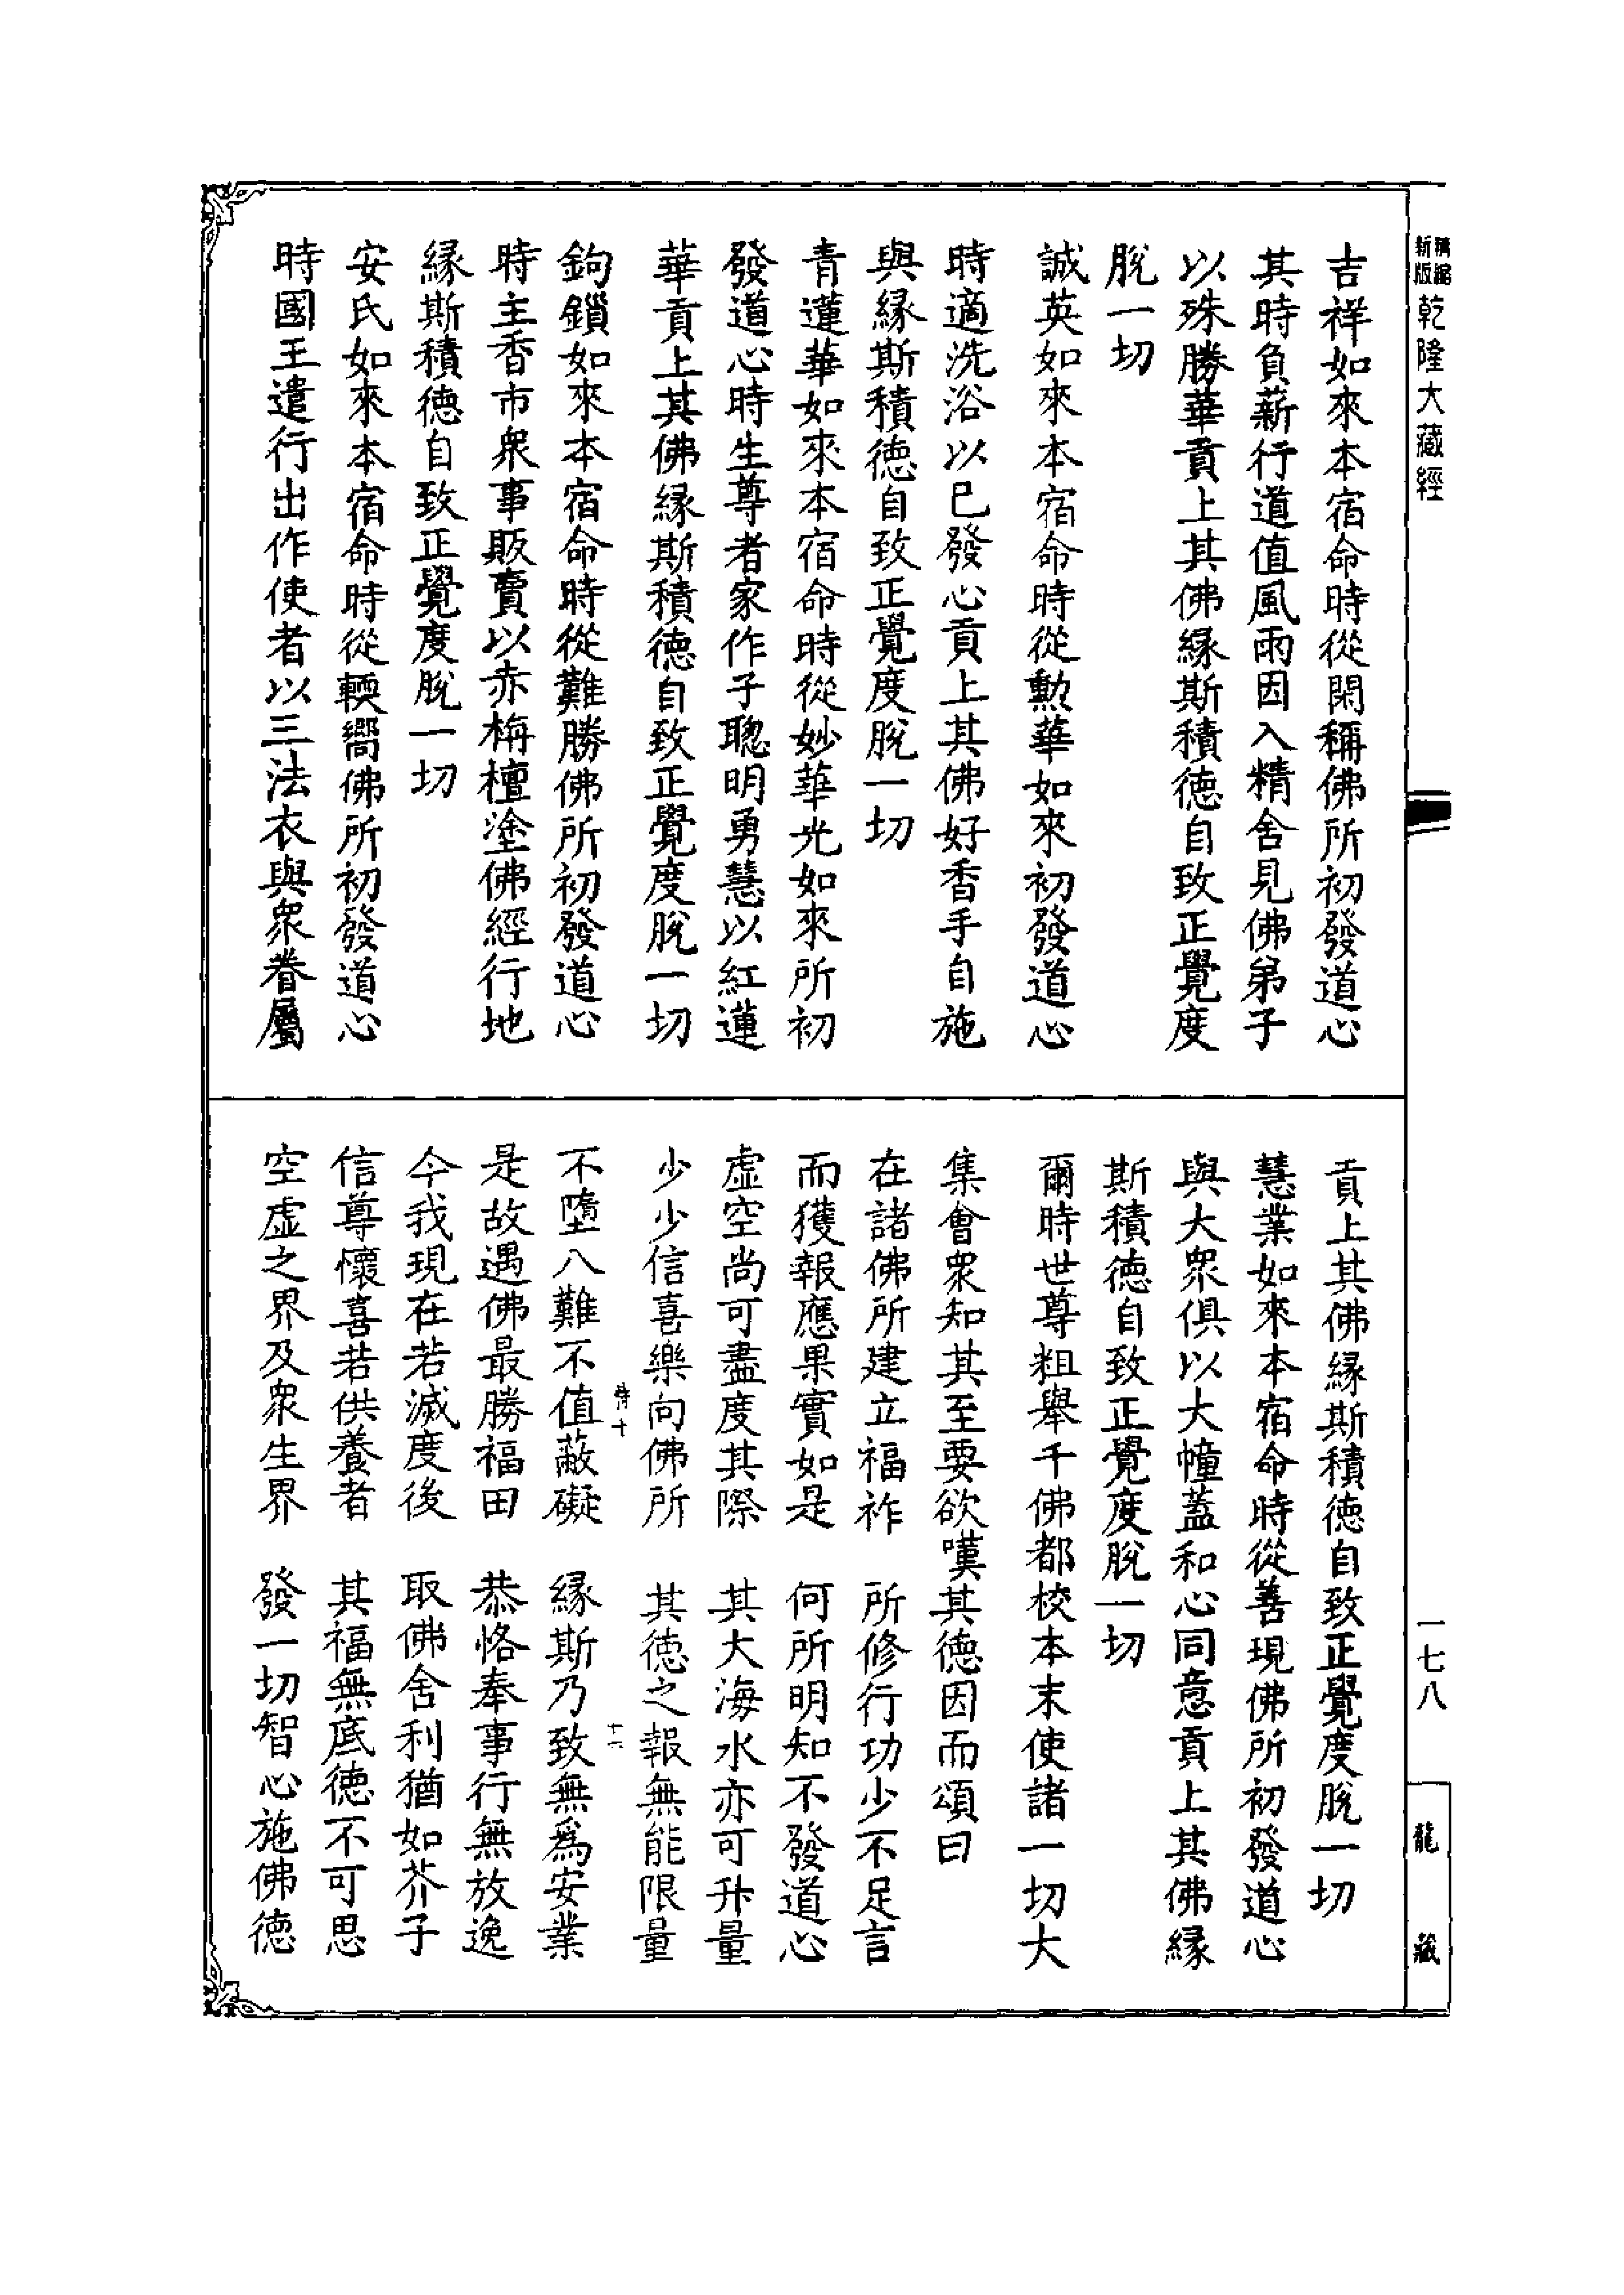 精編
新版
乾隆大藏經
吉祥如來本宿命時從閑稱佛所初發道心
其時負薪行道值風雨因入精舍見佛弟子
以殊勝華貢上其佛緣斯積德自致正覺度
脫一切
誠英如來本宿命時從勲華如來初發道心
時適洗浴以已發心貢上其佛好香手自施
與緣斯積德自致正覺度脫一切
青蓮華如來本宿命時從妙華光如來所初
發道心時生尊者家作子聰明勇慧以紅蓮
華貢上其佛緣斯積德自致正覺度脫一切
鉤鎖如來本宿命時從難勝佛所初發道心
時主香市衆事販賣以赤栴檀塗佛經行地
緣斯積德自致正覺度脫一切
安氏如來本宿命時從輭嚮佛所初發道心
時國王遣行出作使者以三法衣與衆眷屬
貢上其佛緣斯積德自致正覺度脫一切
慧業如來本宿命時從善現佛所初發道心
與大衆俱以大幢蓋和心同意貢上其佛緣
斯積德自致正覺度脫一切
爾時世尊粗舉千佛都校本末使諸一切大
集會衆知其至要欲嘆其德因而頌曰
在諸佛所建立福祚　所修行功少不足言
而獲報應果實如是　何所明知不發道心
虛空尚可盡度其際　其大海水亦可升量
少少信喜樂向佛所　其德之報無能限量
不墮八難不值蔽礙　緣斯乃致無爲安業
是故遇佛最勝福田　恭恪奉事行無放逸
今我現在若滅度後　取佛舍利猶如芥子
信尊懷喜若供養者　其福無底德不可思
空虛之界及衆生界　發一切智心施佛德
一七八
龍藏